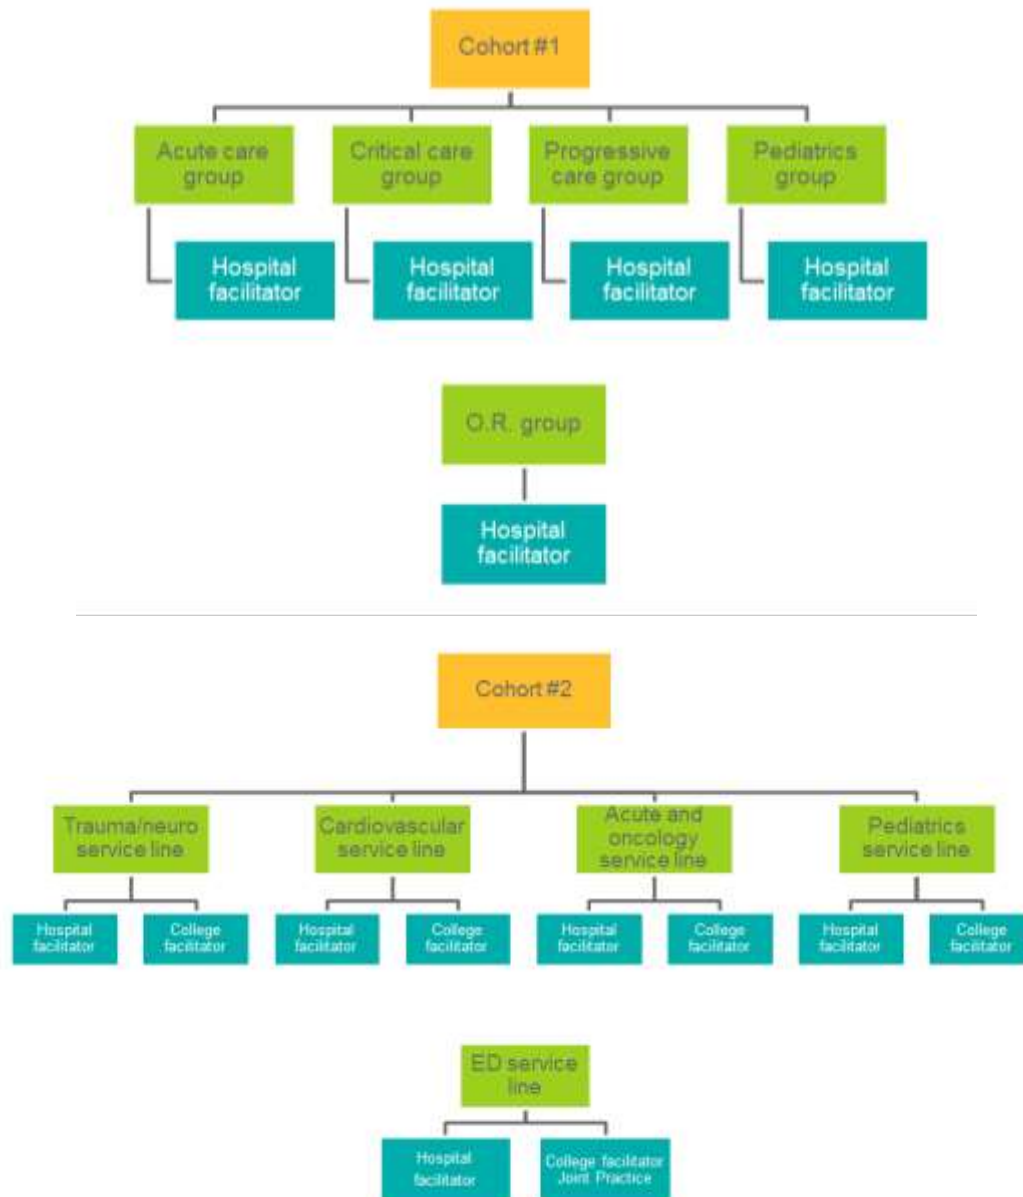 Cohort #1
Acute care
group
Critical care
group
Progressive
care group
Pediatrics
group
Hospital
facilitator
Hospital
facilitator
Hospital
facilitator
Hospital
facilitator
O.R. group
Hospital
facilitator
Cohort #2
Trauma/neuro
service line
Cardiovascular
service line
Acute and
oncology
service line
Pediatrics
service line
Hospital
facilitator
College
facilitator
Hospital
facilitator
College
facilitator
Hospital
facilitator
College
facilitator
Hospital
facilitator
College
facilitator
ED service
line
Hospital
facilitator
College facilitator
Joint Practice